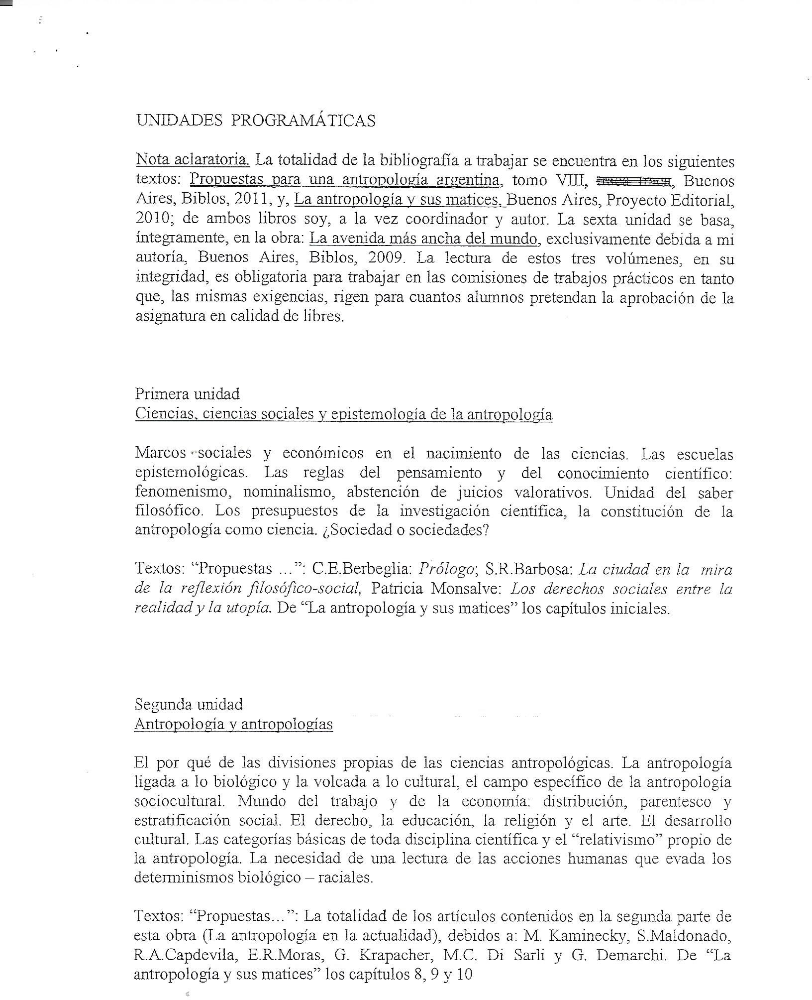 UNIDADES PROGRAMÁTICAS
Nota aclaratoria. La totalidad de la bibliografía a trabajar se encuentra en los siguientes
textos: Propuestas para una antropología argentina, tomo VIII, , Buenos
Aires, Biblos, 2011, y, La antropología y sus matices, Buenos Aires, Proyecto Editorial,
2010; de ambos libros soy, a la vez coordinador y autor. La sexta unidad se basa,
íntegramente, en la obra: La avenida más ancha del mundo, exclusivamente debida a mi
autoría, Buenos Aires, Biblos, 2009. La lectura de estos tres volúmenes, en su
integridad, es obligatoria para trabajar en las comisiones de trabajos prácticos en tanto
que, las mismas exigencias, rigen para cuantos alumnos pretendan la aprobación de la
asignatura en calidad de libres.
Primera unidad
Ciencias, ciencias sociales y epistemología de la antropología
Marcos sociales y económicos en el nacimiento de las ciencias. Las escuelas
epistemológicas. Las reglas del pensamiento y del conocimiento científico:
fenomenismo, nominalismo, abstención de juicios valorativos. Unidad del saber
filosófico. Los presupuestos de la investigación científica, la constitución de la
antropología como ciencia. ¿Sociedad o sociedades?
Textos: “Propuestas ...”: C.E.Berbeglia: Prólogo; S.R.Barbosa: La ciudad en la mira
de la reflexión filosófico-social, Patricia Monsalve: Los derechos sociales entre la
realidad y la utopía. De “La antropología y sus matices” los capítulos iniciales.
Segunda unidad
Antropología y antropologías
El por qué de las divisiones propias de las ciencias antropológicas. La antropología
ligada a lo biológico y la volcada a lo cultural, el campo específico de la antropología
sociocultural. Mundo del trabajo y de la economía: distribución, parentesco y
estratificación social. El derecho, la educación, la religión y el arte. El desarrollo
cultural. Las categorías básicas de toda disciplina científica y el “relativismo” propio de
la antropología. La necesidad de una lectura de las acciones humanas que evada los
determinismos biológico – raciales.
Textos: “Propuestas...”: La totalidad de los artículos contenidos en la segunda parte de
esta obra (La antropología en la actualidad), debidos a: M. Kaminecky, S.Maldonado,
R.A.Capdevila, E.R.Moras, G. Krapacher, M.C. Di Sarli y G. Demarchi. De “La
antropología y sus matices” los capítulos 8, 9 y 10